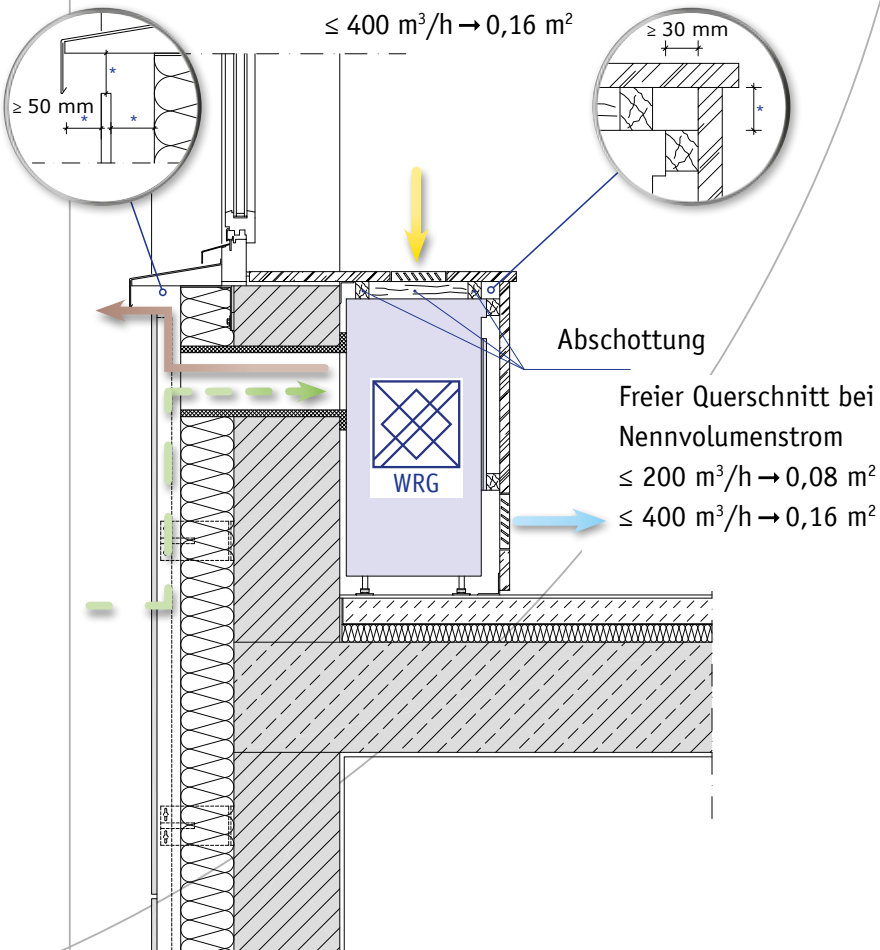 ≤ 400 m³/h → 0,16 m²
≥ 30 mm
*
≥ 50 mm
* *
*
Abschottung
Freier Querschnitt bei
Nennvolumenstrom
≤ 200 m³/h → 0,08 m²
≤ 400 m³/h → 0,16 m²
WRG